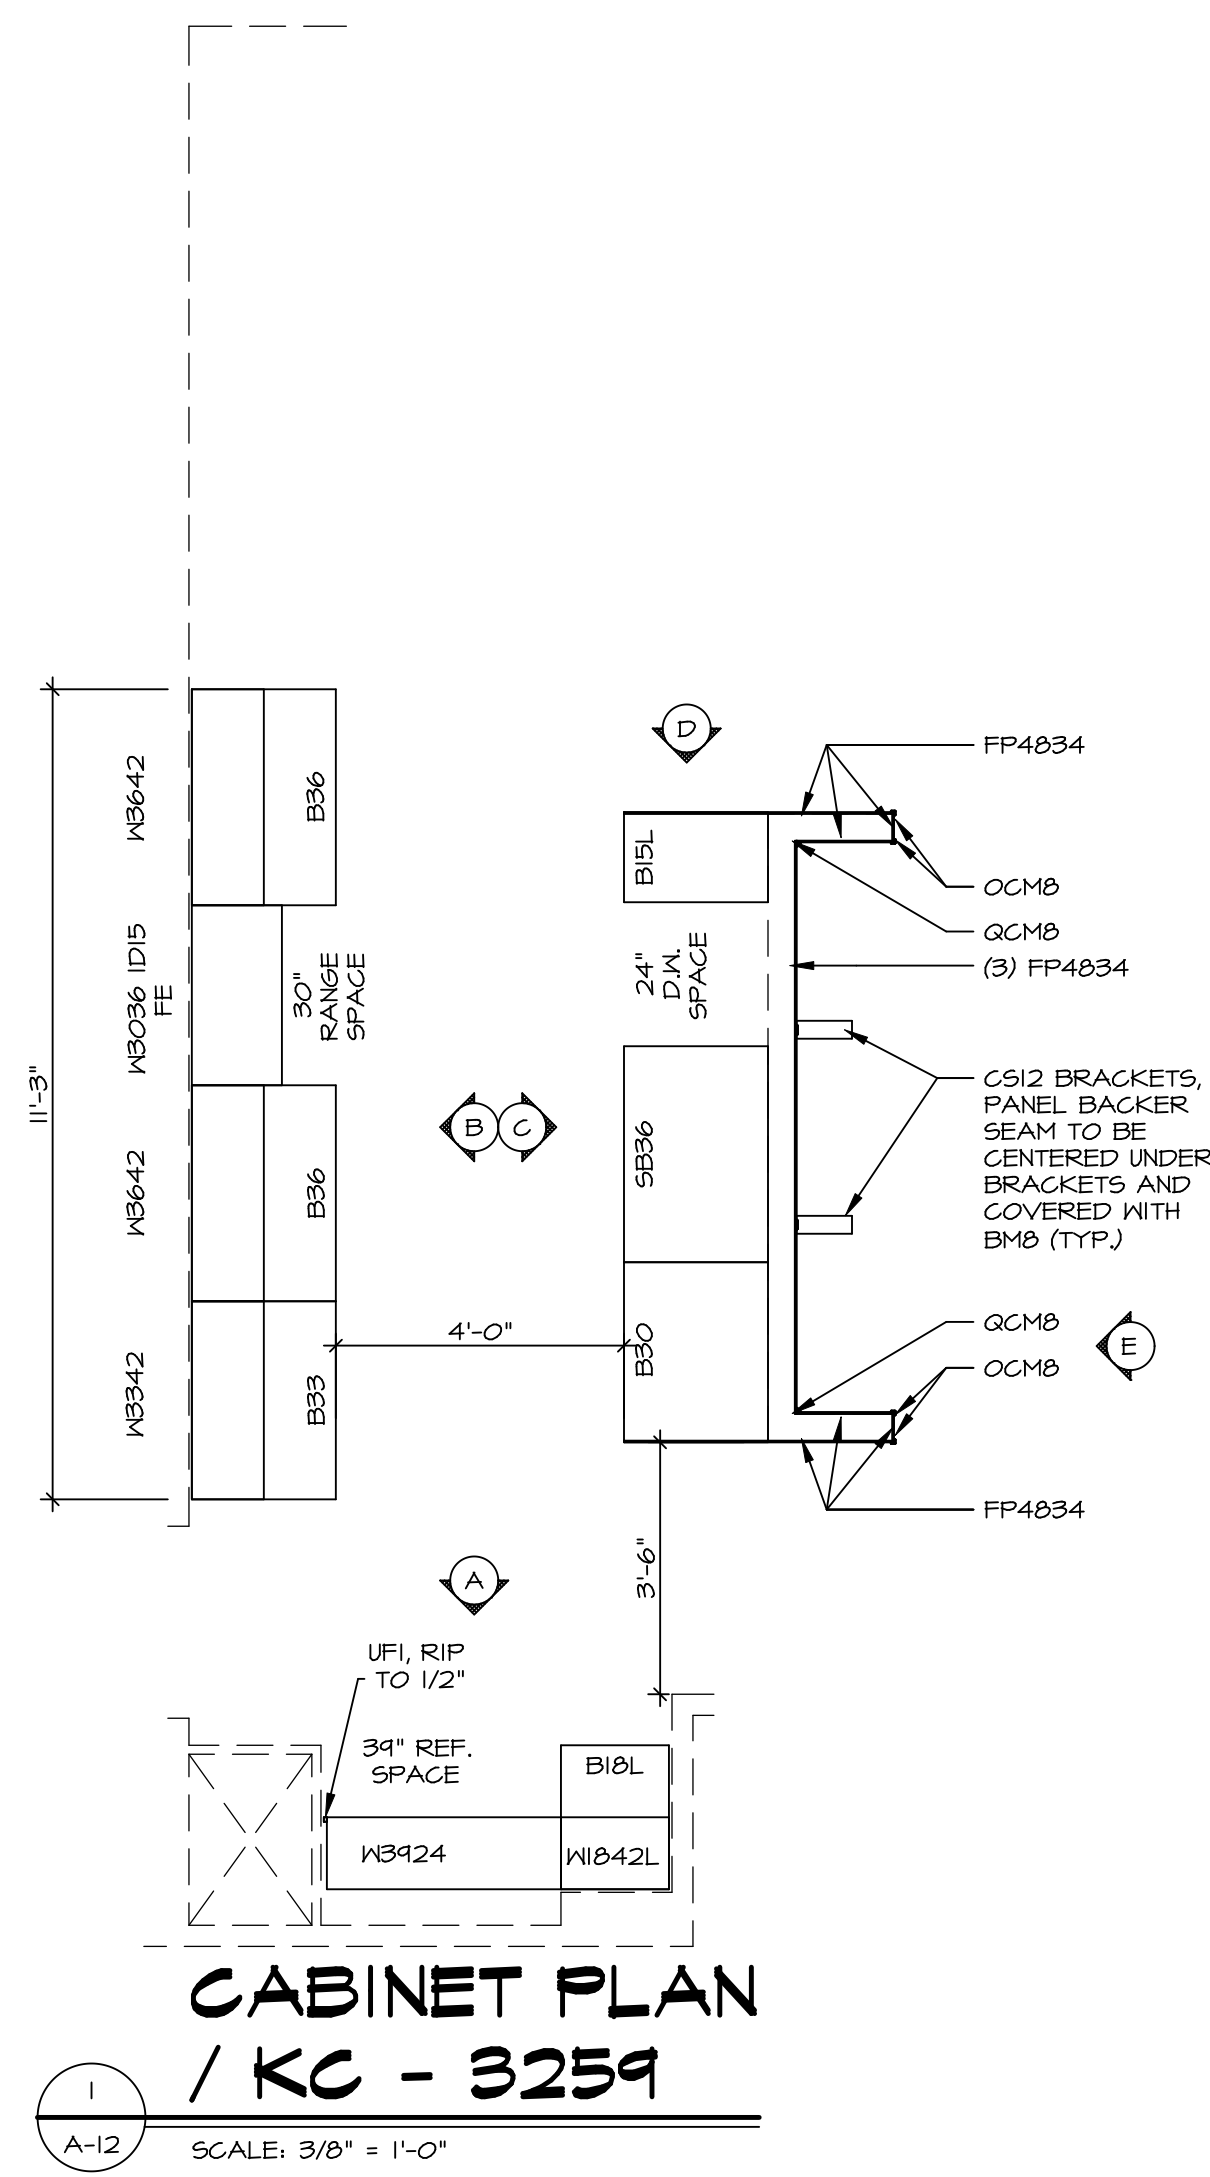 D
FP4834
W3642
B36
B15L
OCM8
QCM8
(3) FP4834
W3036 1D15
FE
30"
RANGE
SPACE
24"
D.W.
SPACE
11'-3"
B
C
CS12 BRACKETS,
PANEL BACKER
SEAM TO BE
CENTERED UNDER
BRACKETS AND
COVERED WITH
BM8 (TYP.)
W3642
B36
SB36
4'-0"
QCM8
E
OCM8
W3342
B33
B30
FP4834
3'-6"
A
UF1, RIP
TO 1/2"
39" REF.
SPACE
B18L
W3924
W1842L
CABINET PLAN
/ KC - 3259
1
A-12
SCALE: 3/8" = 1'-0"